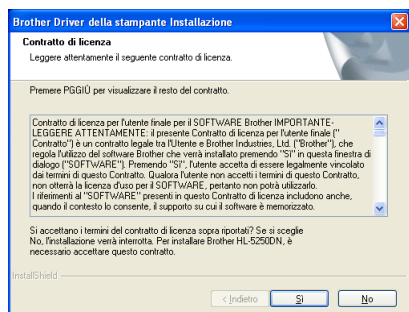 Brother Driver della stampante Installazione
Contratto di licenza
Leggere attentamente il seguente contratto di licenza.
Premere PGGIÙ per visualizzare il resto del contratto.
Contratto di licenza per l'utente finale per il SOFTWARE Brother IMPORTANTE-
LEGGERE ATTENTAMENTE: il presente Contratto di licenza per l'utente finale ("
Contratto") è un contratto legale tra l'Utente e Brother Industries, Ltd. ("Brother"), che
regola l'utilizzo del software Brother che verrà installato premendo "Sì" in questa finestra di
dialogo ("SOFTWARE"). Premendo "Sì", l'utente accetta di essere legalmente vincolato
dai termini di questo Contratto. Qualora l'utente non accetti i termini di questo Contratto,
non otterrà la licenza d'uso per il SOFTWARE, pertanto non potrà utilizzarlo.
I riferimenti al "SOFTWARE" presenti in questo Contratto di licenza includono anche,
quando il contesto lo consente, il supporto su cui il software è memorizzato.
Si accettano i termini del contratto di licenza sopra riportati? Se si sceglie
No, l'installazione verrà interrotta. Per installare Brother HL-5250DN, è
necessario accettare questo contratto.
InstallShield
< Indietro
Sì
No